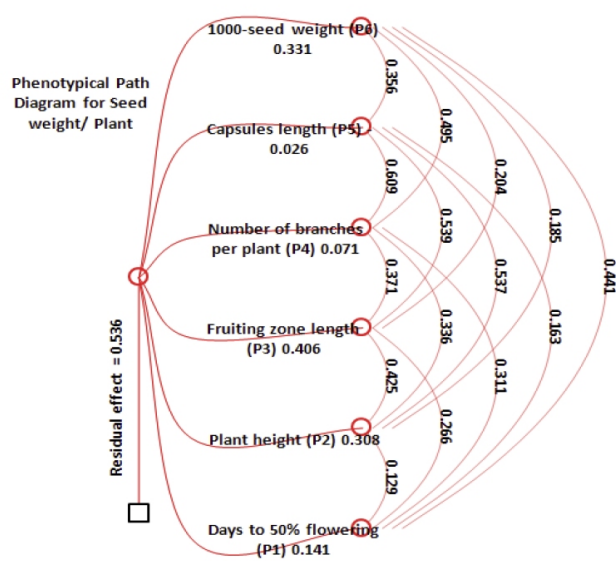 Phenotypical Path
Diagram for Seed
weight/ Plant
1000-seed weight (P6)
0.331
Capsules length (P5) -
0.026
Number of branches
per plant (P4) 0.071
Fruiting zone length
(P3) 0.406
Plant height (P2) 0.308
Days to 50% flowering
(P1) 0.141
Residual effect = 0.536
0.356
0.609
0.371
0.425
0.129
0.495
0.539
0.336
0.266
0.204
0.537
0.311
0.185
0.163
0.441